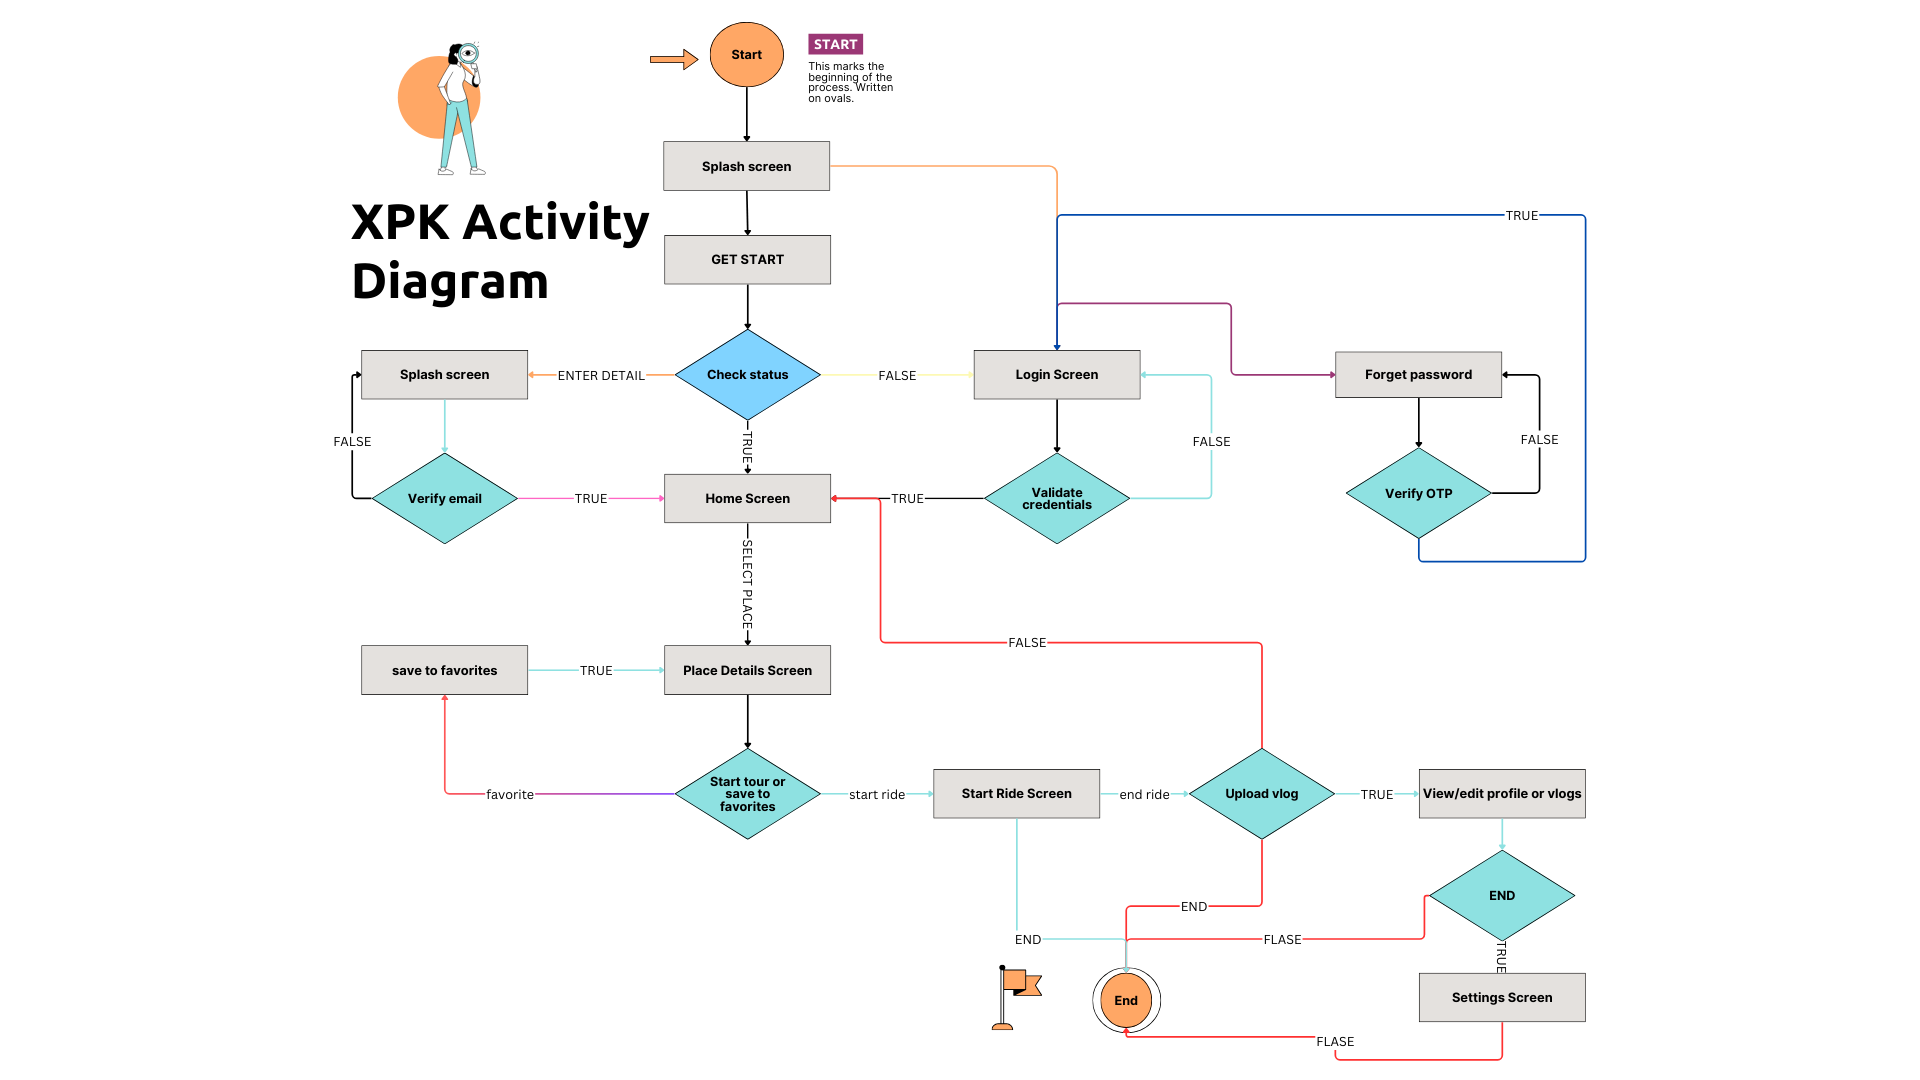 Start
START
This marks the
beginning of the
process. Written
on ovals.
Splash screen
XPK Activity
Diagram
TRUE
GET START
Splash screen
ENTER DETAIL
Check status
FALSE
Login Screen
Forget password
FALSE
TRUE
FALSE
FALSE
Verify email
TRUE
Home Screen
TRUE
Validate
credentials
Verify OTP
SELECT PLACE
FALSE
save to favorites
TRUE
Place Details Screen
favorite
Start tour or
save to
favorites
start ride
Start Ride Screen
end ride
Upload vlog
TRUE
View/edit profile or vlogs
END
END
END
FLASE
TRUE
End
Settings Screen
FLASE